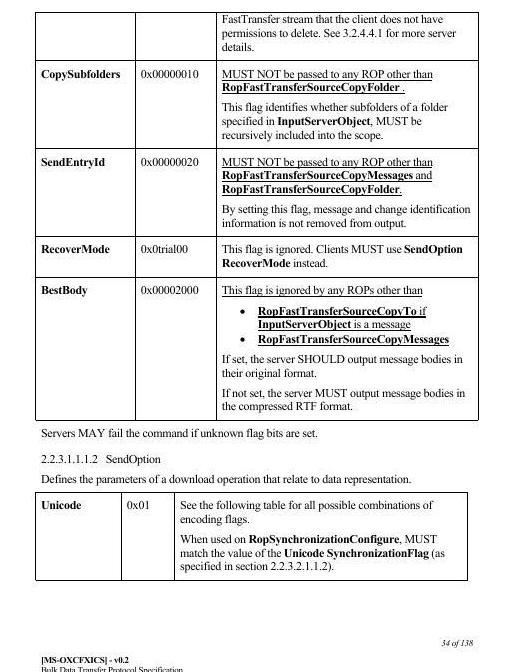 FastTransfer stream that the client does not have
permissions to delete. See 3.2.4.4.1 for more server
details.
CopySubfolders 0x00000010 MUST NOT be passed to any ROP other than
RopFastTransferSourceCopyFolder .
This flag identifies whether subfolders of a folder
specified in InputServerObject, MUST be
recursively included into the scope.
SendEntryId 0x00000020 MUST NOT be passed to any ROP other than
RopFastTransferSourceCopyMessages and
RopFastTransferSourceCopyFolder.
By setting this flag, message and change identification
information is not removed from output.
RecoverMode 0x0trial00 This flag is ignored. Clients MUST use SendOption
RecoverMode instead.
BestBody 0x00002000 This flag is ignored by any ROPs other than
• RopFastTransferSourceCopyTo if
InputServerObject is a message
• RopFastTransferSourceCopyMessages
If set, the server SHOULD output message bodies in
their original format.
If not set, the server MUST output message bodies in
the compressed RTF format.
Servers MAY fail the command if unknown flag bits are set.
2.2.3.1.1.1.2 SendOption
Defines the parameters of a download operation that relate to data representation.
Unicode 0x01 See the following table for all possible combinations of
encoding flags.
When used on RopSynchronizationConfigure, MUST
match the value of the Unicode SynchronizationFlag (as
specified in section 2.2.3.2.1.1.2).
34 of 138
[MS-OXCFXICS] - v0.2
Bulk Data Transfer Protocol Specification